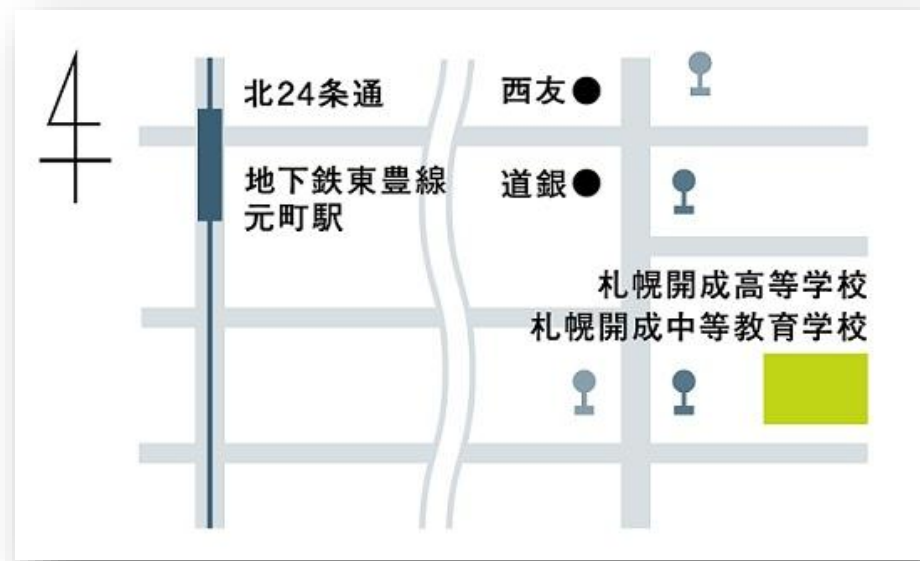 北24条通
西友
地下鉄東豊線
元町駅
道銀
札幌開成高等学校
札幌開成中等教育学校